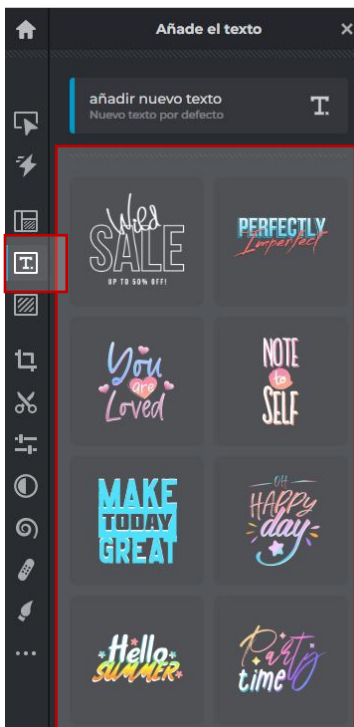 Añade el texto
añadir nuevo texto
T.
Nuevo texto por defecto
T.
Wild
SALE
UP TO 50% OFF!
PERFECTLY
Imperfect
You
are
Loved
NOTE
to
SELF
MAKE
TODAY
GREAT
OH
HAPPY
day
Hello
SUMMER
Party
time